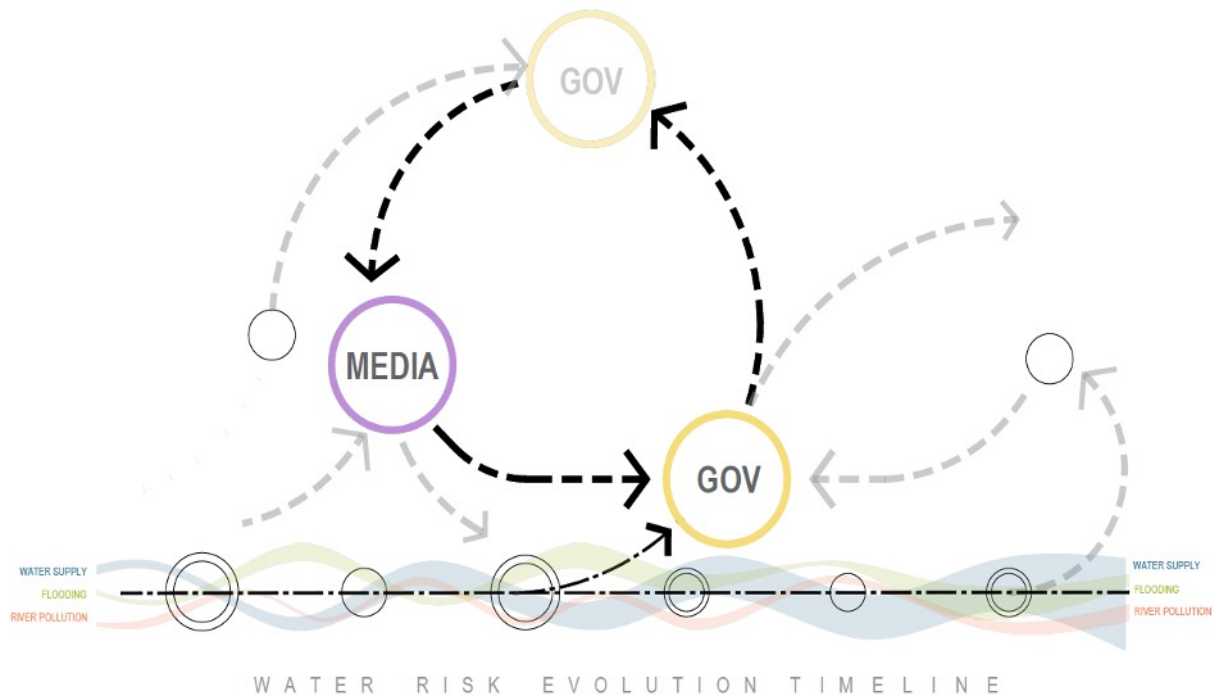 GOV
MEDIA
GOV
WATER SUPPLY
FLOODING
RIVER POLLUTION
WATER SUPPLY
FLOODING
RIVER POLLUTION
WATER RISK EVOLUTION TIMELINE